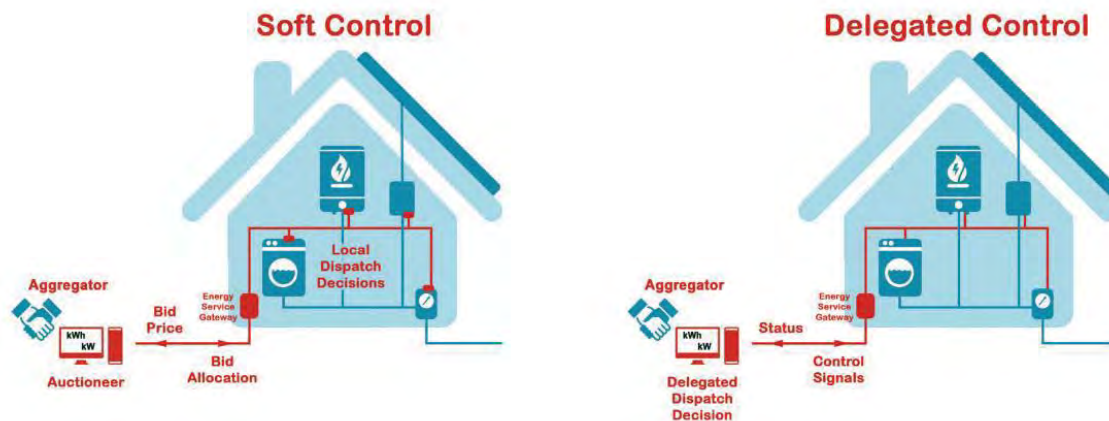 Soft Control
Local
Dispatch
Decisions
Aggregator
Energy
Service
Gateway
Bid
Price
kWh
kW
Bid
Allocation
Auctioneer
Delegated Control
Aggregator
Energy
Service
Gateway
Status
kWh
kW
Control
Signals
Delegated
Dispatch
Decision